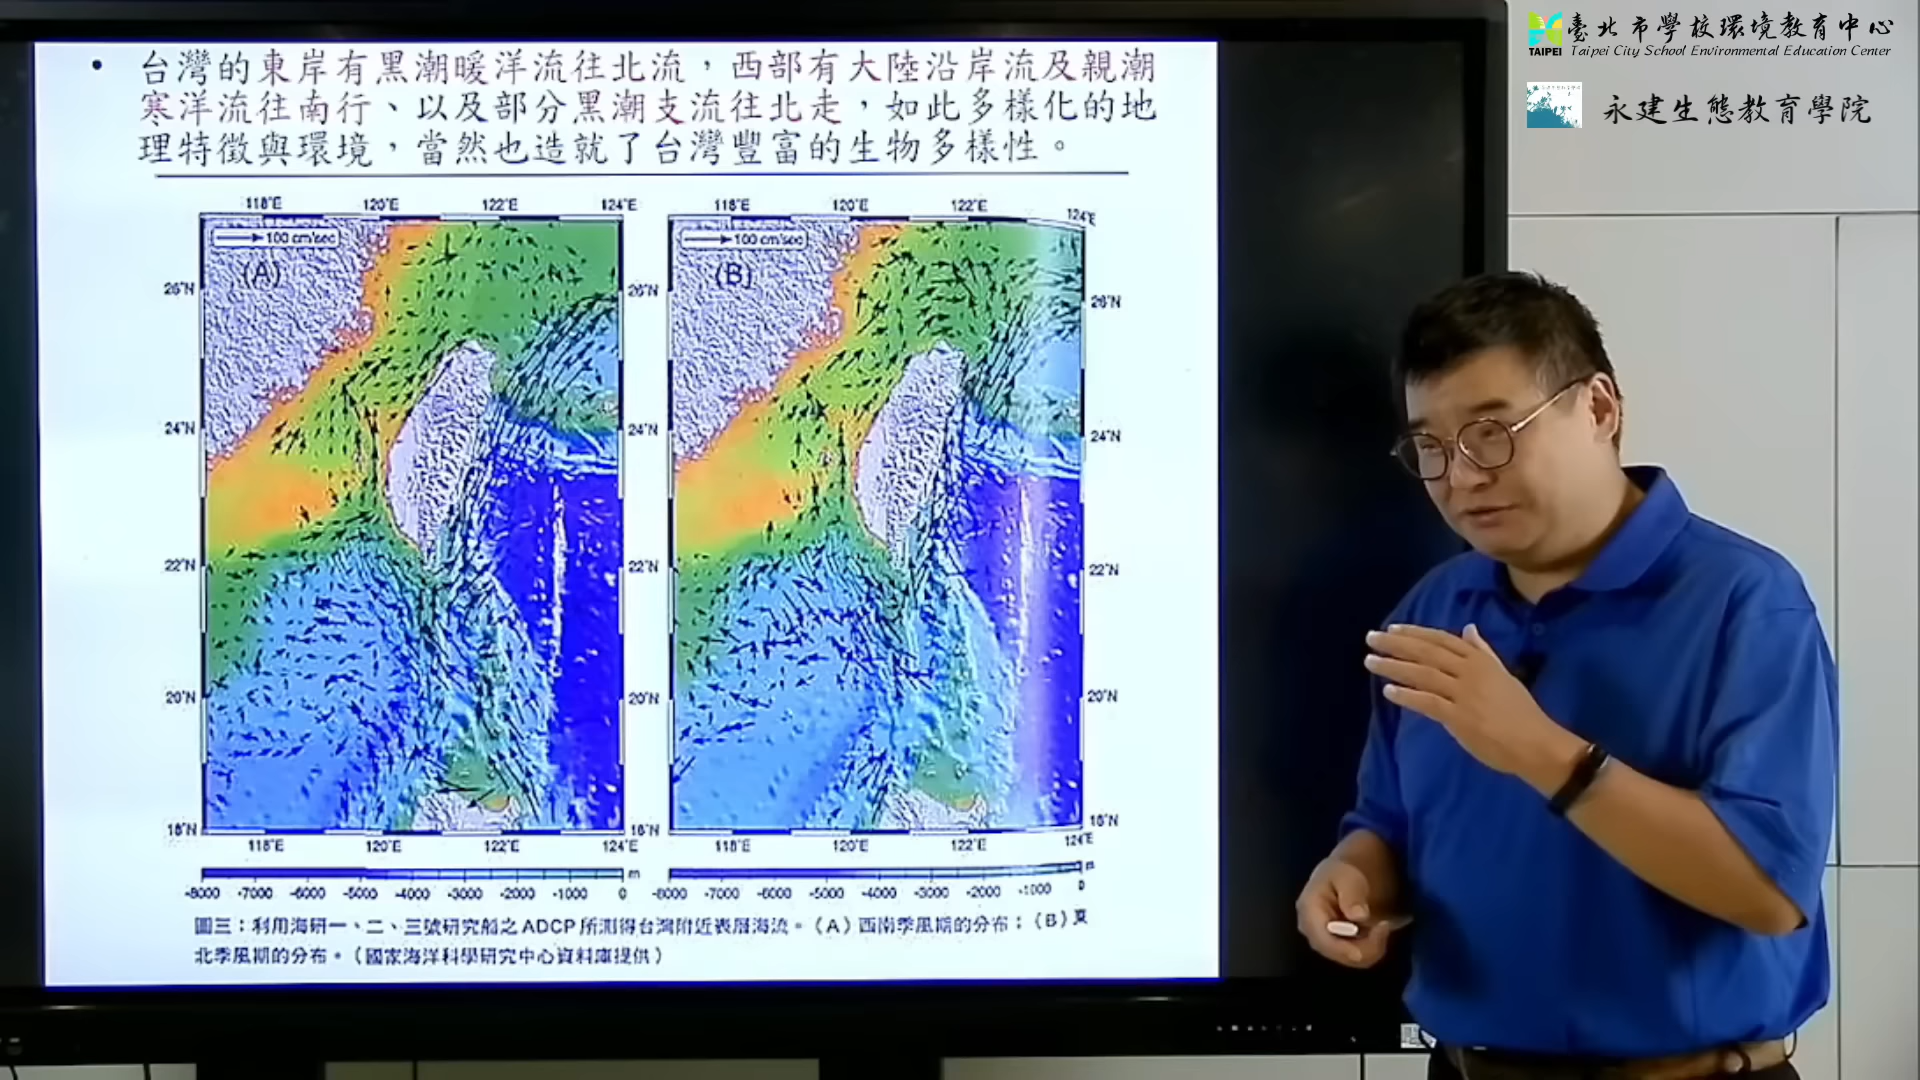 • 台灣的東岸有黑潮暖洋流往北流，西部有大陸沿岸流及親潮
寒洋流往南行、以及部分黑潮支流往北走，如此多樣化的地
理特徵與環境，當然也造就了台灣豐富的生物多樣性。
118°E 120°E 122°E 124°E
118°E 120°E 122°E 124°E
100 cm/sec
100 cm/sec
(A)
(B)
26°N 26°N 26°N
24°N 24°N 24°N
22°N 22°N 22°N
20°N 20°N 20°N
18°N 18°N 18°N
118°E 120°E 122°E 124°E
118°E 120°E 122°E 124°E
m
m
-8000 -7000 -6000 -5000 -4000 -3000 -2000 -1000 0
-8000 -7000 -6000 -5000 -4000 -3000 -2000 -1000 0
圖三：利用海研一、二、三號研究船之 ADCP 所測得台灣附近表層海流。（A）西南季風期的分布；（B）東
北季風期的分布。（國家海洋科學研究中心資料庫提供）
TAIPEI
臺北市學校環境教育中心
Taipei City School Environmental Education Center
永建生態教育學院